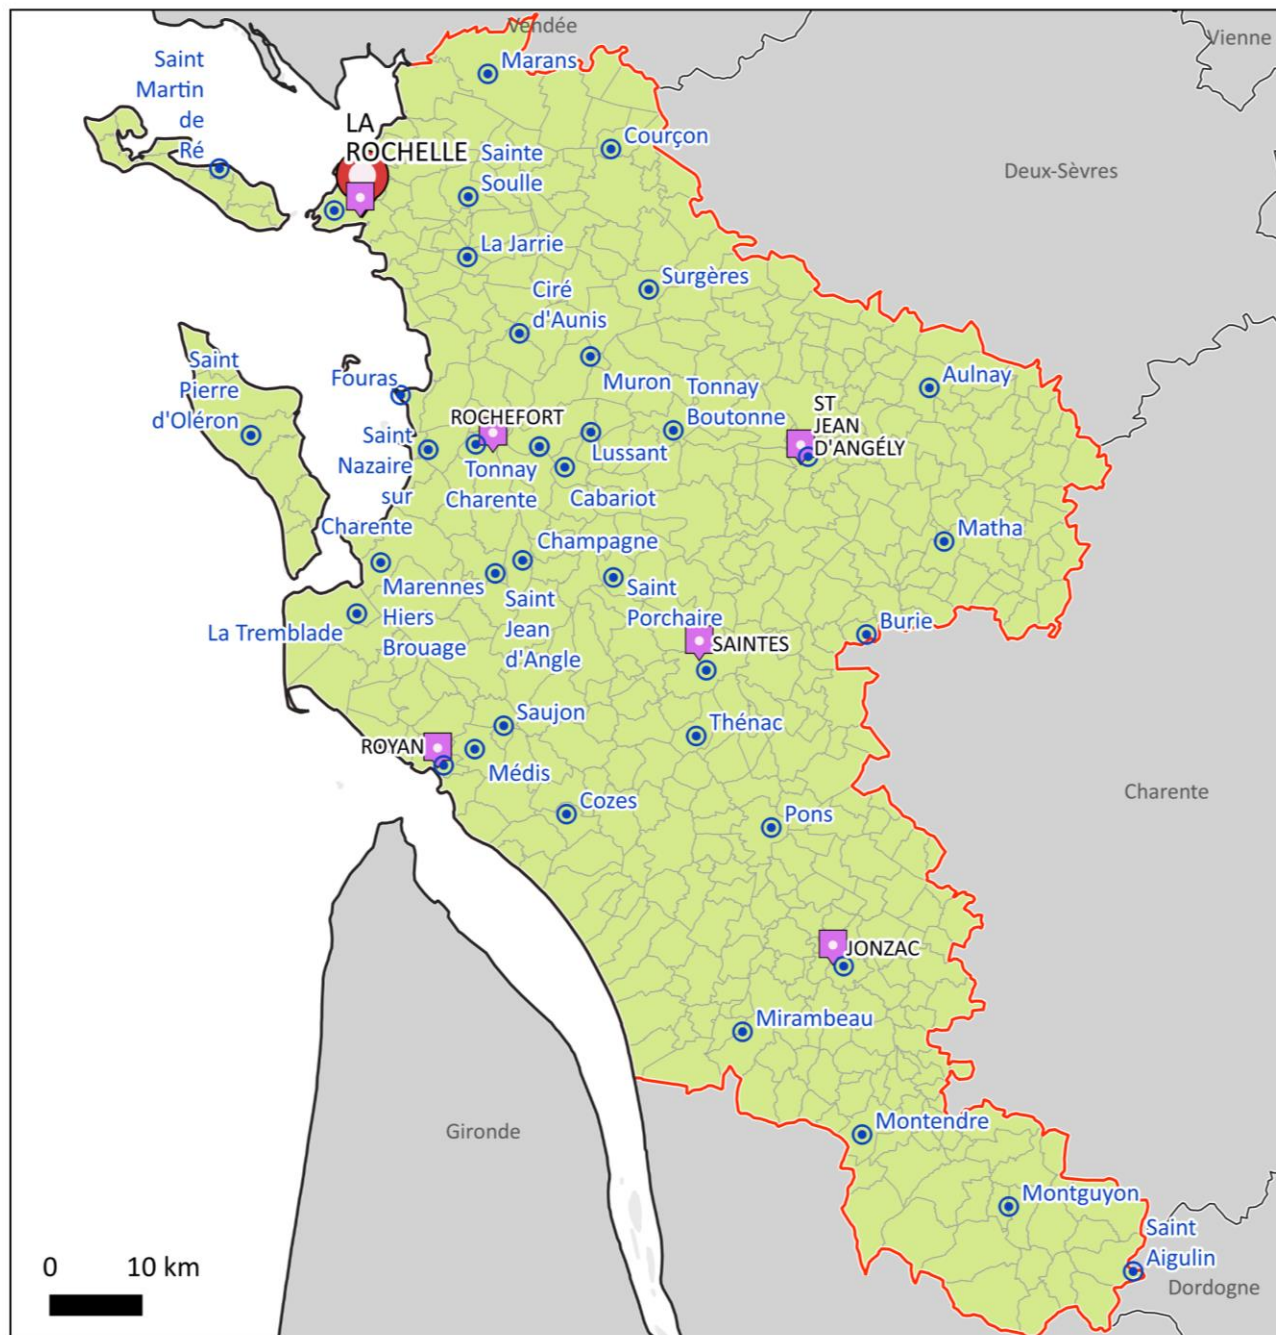 Vendée
Vienne
Saint
Martin
de
Ré
Marans
LA
ROCHELLE
Courçon
Sainte
Soulle
Deux-Sèvres
La Jarrie
Surgères
Ciré
d'Aunis
Saint
Pierre
d'Oléron
Fouras
Muron
Tonnay
Boutonne
Aulnay
ROCHEFORT
ST
JEAN
D'ANGÉLY
Saint
Nazaire
sur
Charente
Tonnay
Charente
Lussant
Cabariot
Champagne
Matha
Marennes
Hiers
Brouage
Saint
Jean
d'Angle
Saint
Porchaire
La Tremblade
Burie
SAINTES
Saujon
Thénac
ROYAN
Médis
Cozes
Pons
Charente
JONZAC
Mirambeau
Gironde
Montendre
Montguyon
Saint
Aigulin
Dordogne
0 10 km